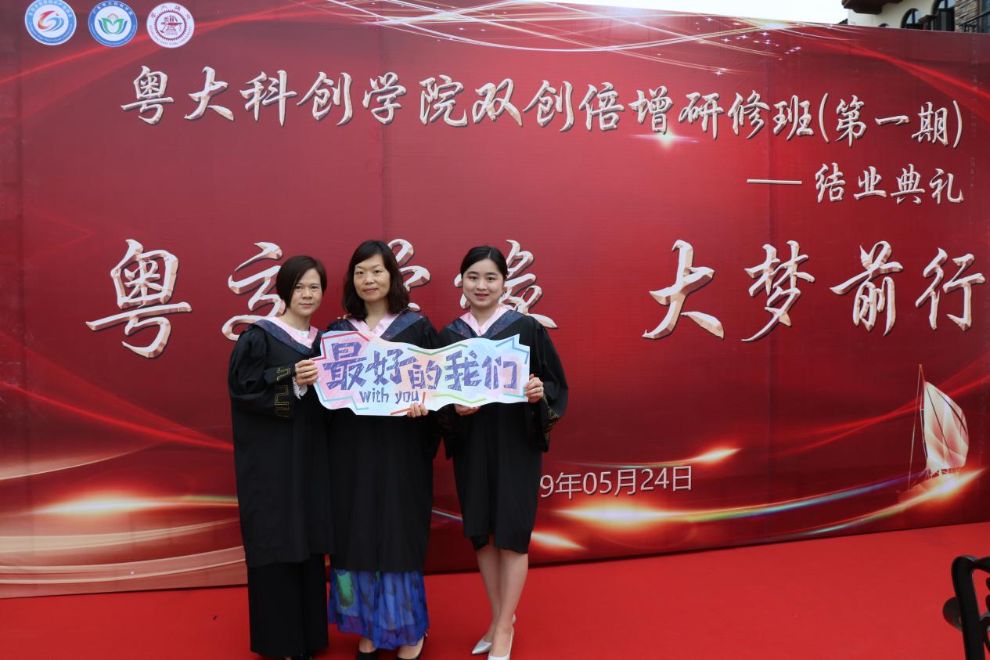 粤大科创学院双创倍增研修班(第一期)
——结业典礼
粤 大梦前行
最好的我们
with you
9年05月24日